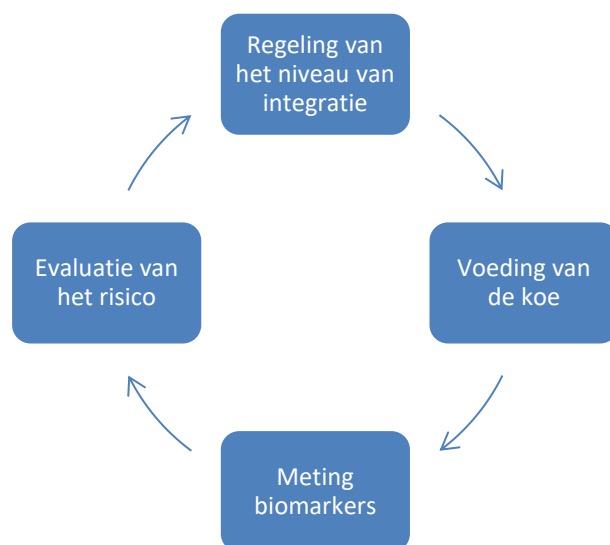 Regeling van
het niveau van
integratie
Voeding van
de koe
Meting
biomarkers
Evaluatie van
het risico